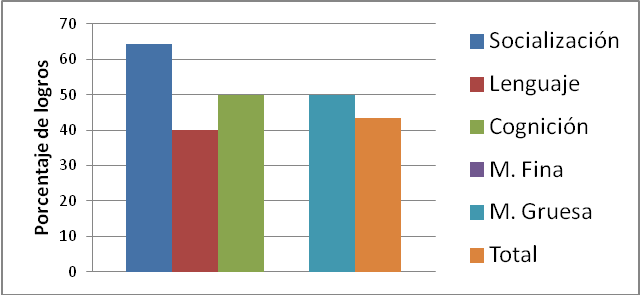 Porcentaje de logros
70
60
50
40
30
20
10
0
Socialización
Lenguaje
Cognición
M. Fina
M. Gruesa
Total